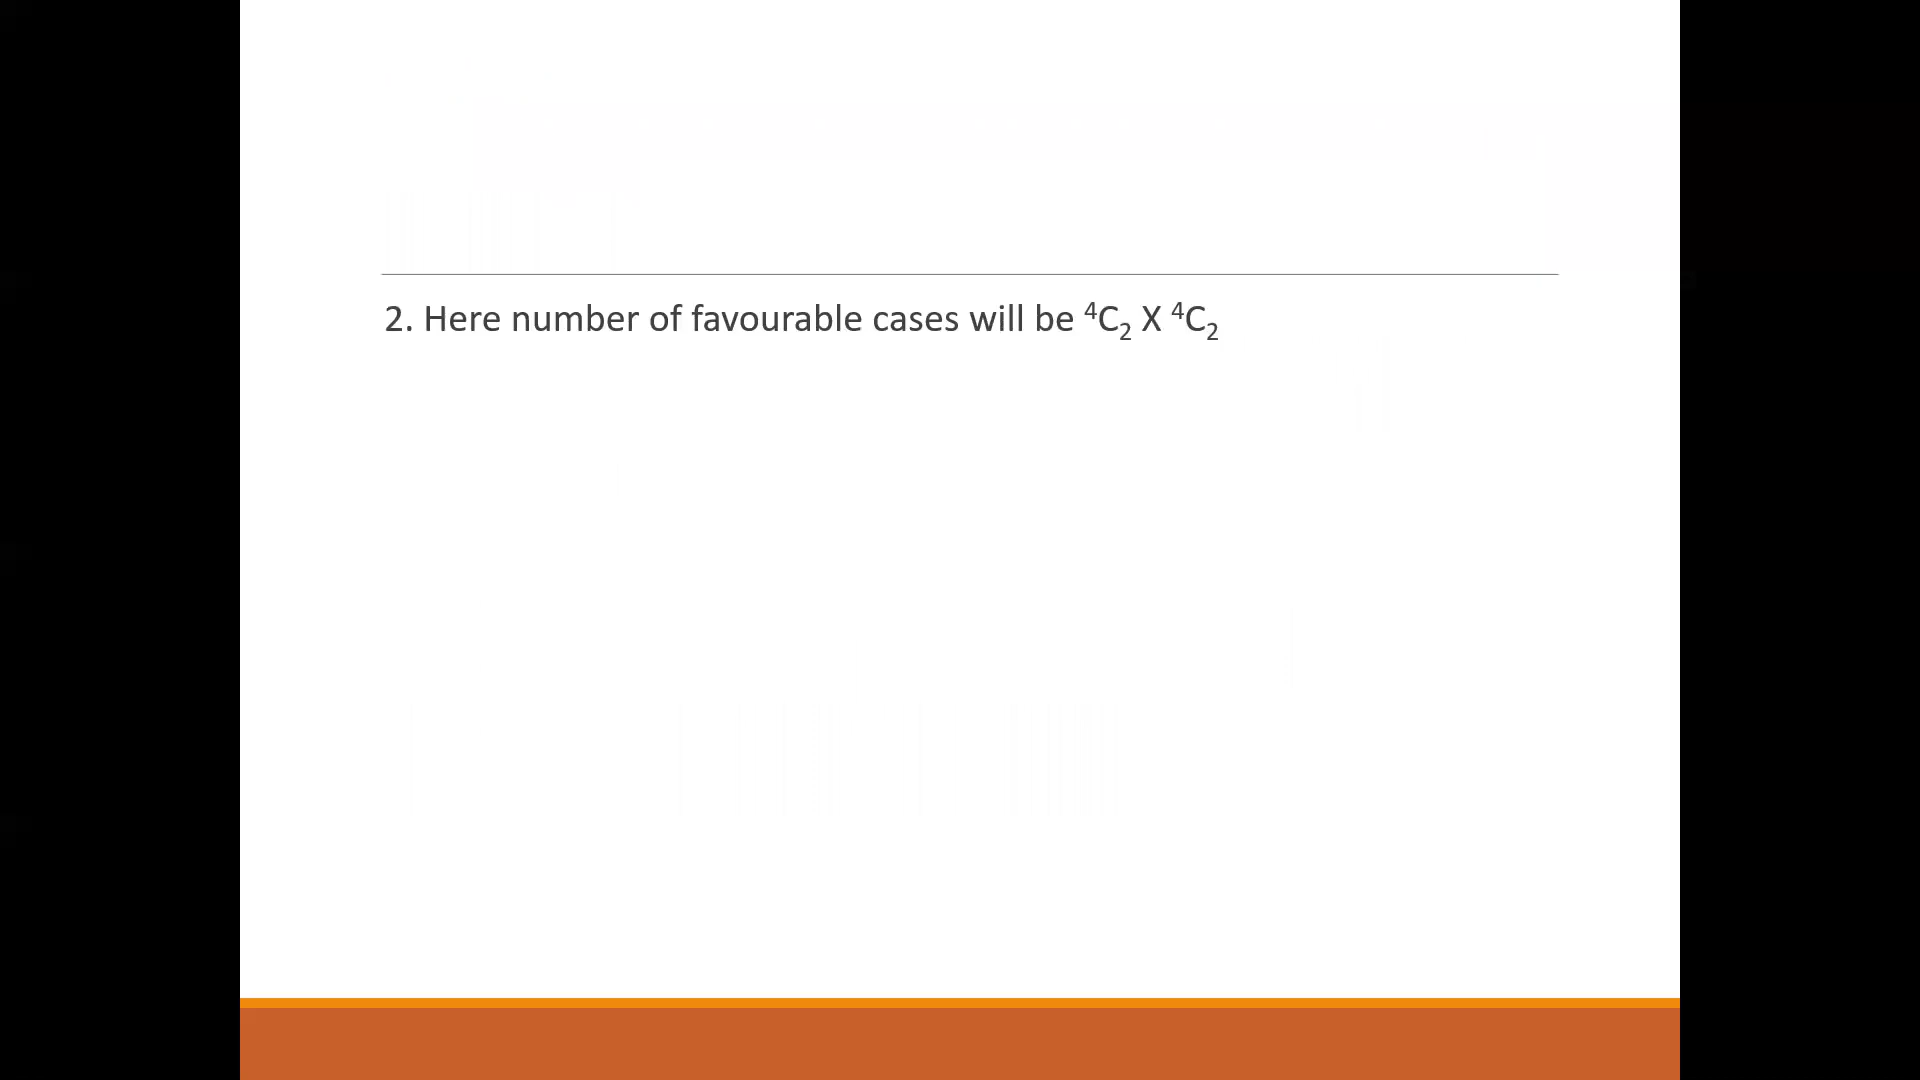 2. Here number of favourable cases will be ⁴C₂ X ⁴C₂